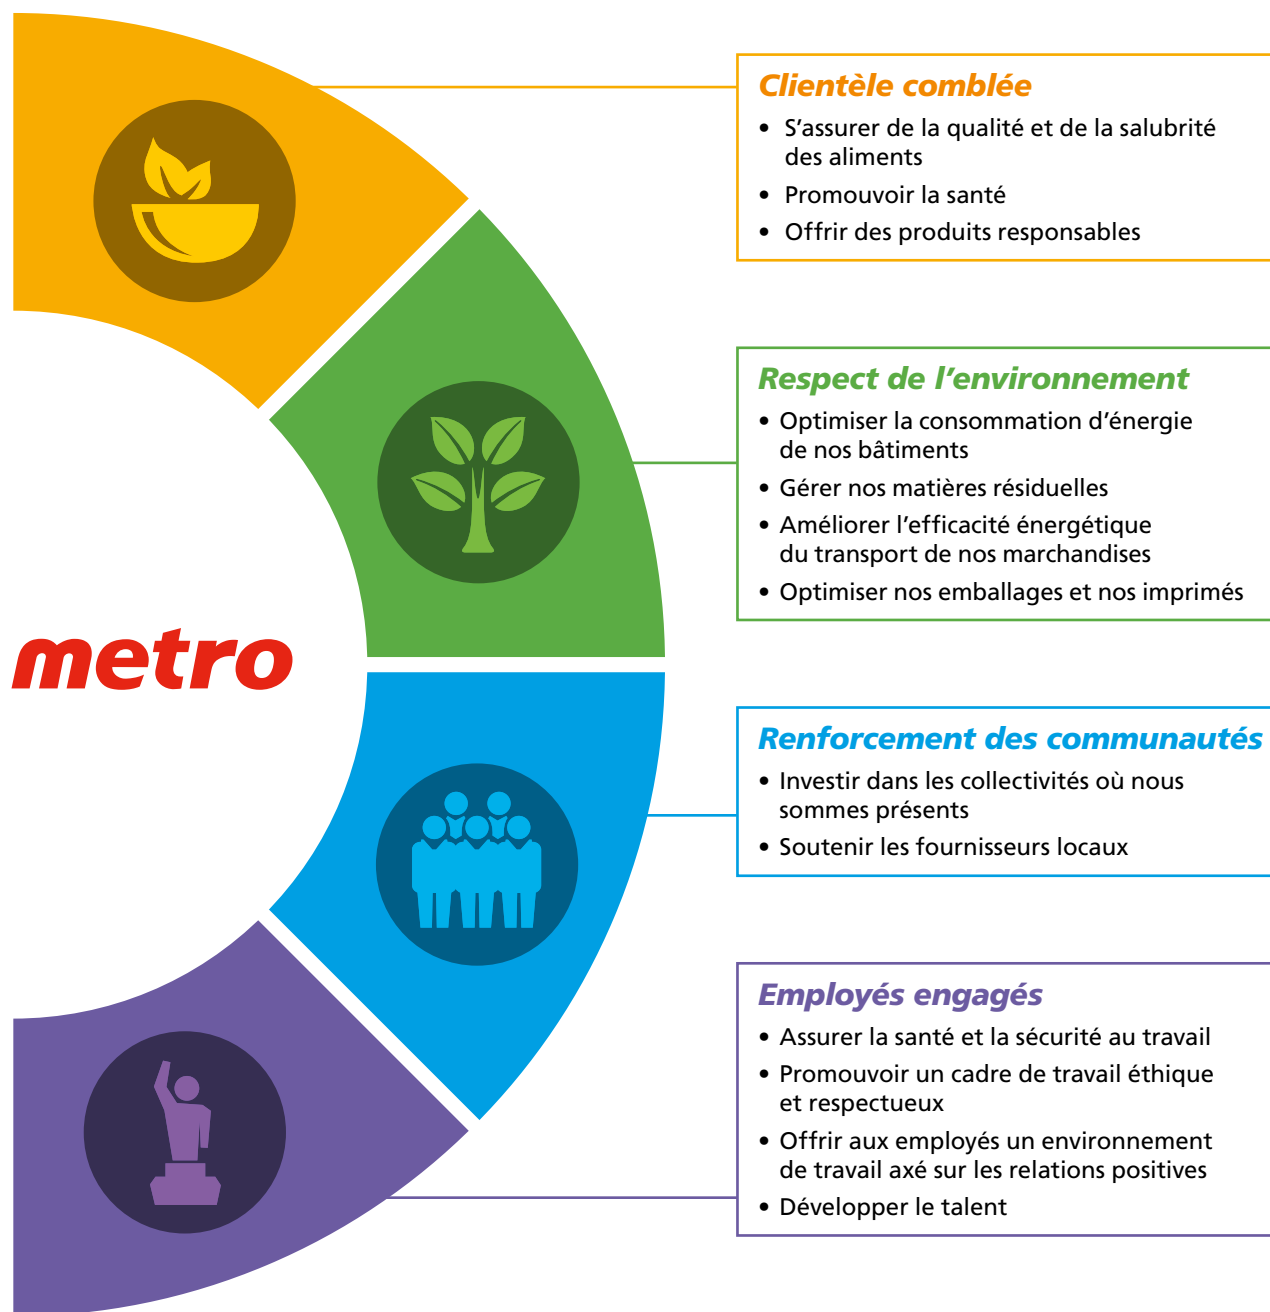 Clientèle comblée
• S’assurer de la qualité et de la salubrité
des aliments
• Promouvoir la santé
• Offrir des produits responsables
Respect de l’environnement
• Optimiser la consommation d’énergie
de nos bâtiments
• Gérer nos matières résiduelles
• Améliorer l’efficacité énergétique
du transport de nos marchandises
• Optimiser nos emballages et nos imprimés
metro
Renforcement des communautés
• Investir dans les collectivités où nous
sommes présents
• Soutenir les fournisseurs locaux
Employés engagés
• Assurer la santé et la sécurité au travail
• Promouvoir un cadre de travail éthique
et respectueux
• Offrir aux employés un environnement
de travail axé sur les relations positives
• Développer le talent